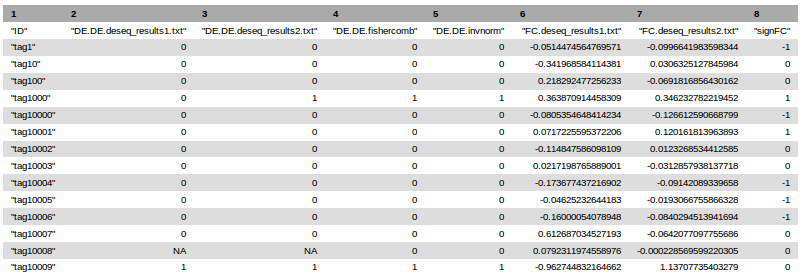 1 2 3 4 5 6 7 8
"ID" "DE.DE.deseq_results1.txt" "DE.DE.deseq_results2.txt" "DE.DE.fishercomb" "DE.DE.invnorm" "FC.deseq_results1.txt" "FC.deseq_results2.txt" "signFC"
"tag1" 0 0 0 0 -0.0514474564769571 -0.0996641983598344 -1
"tag10" 0 0 0 0 -0.341968584114381 0.0306325127845984 0
"tag100" 0 0 0 0 0.218292477256233 -0.0691816856430162 0
"tag1000" 0 1 1 1 0.363870914458309 0.346232782219452 1
"tag10000" 0 0 0 0 -0.0805354648414234 -0.126612590668799 -1
"tag10001" 0 0 0 0 0.0717225595372206 0.120161813963893 1
"tag10002" 0 0 0 0 -0.114847586098109 0.0123268534412585 0
"tag10003" 0 0 0 0 0.0217198765889001 -0.0312857938137718 0
"tag10004" 0 0 0 0 -0.173677437216902 -0.09142089339658 -1
"tag10005" 0 0 0 0 -0.04625232644183 -0.0193066755866328 -1
"tag10006" 0 0 0 0 -0.16000054078948 -0.0840294513941694 -1
"tag10007" 0 0 0 0 0.612687034527193 -0.0642077097755686 0
"tag10008" NA NA 0 0 0.0792311974558976 -0.000228569599220305 0
"tag10009" 1 1 1 1 -0.962744832164662 1.13707735403279 0